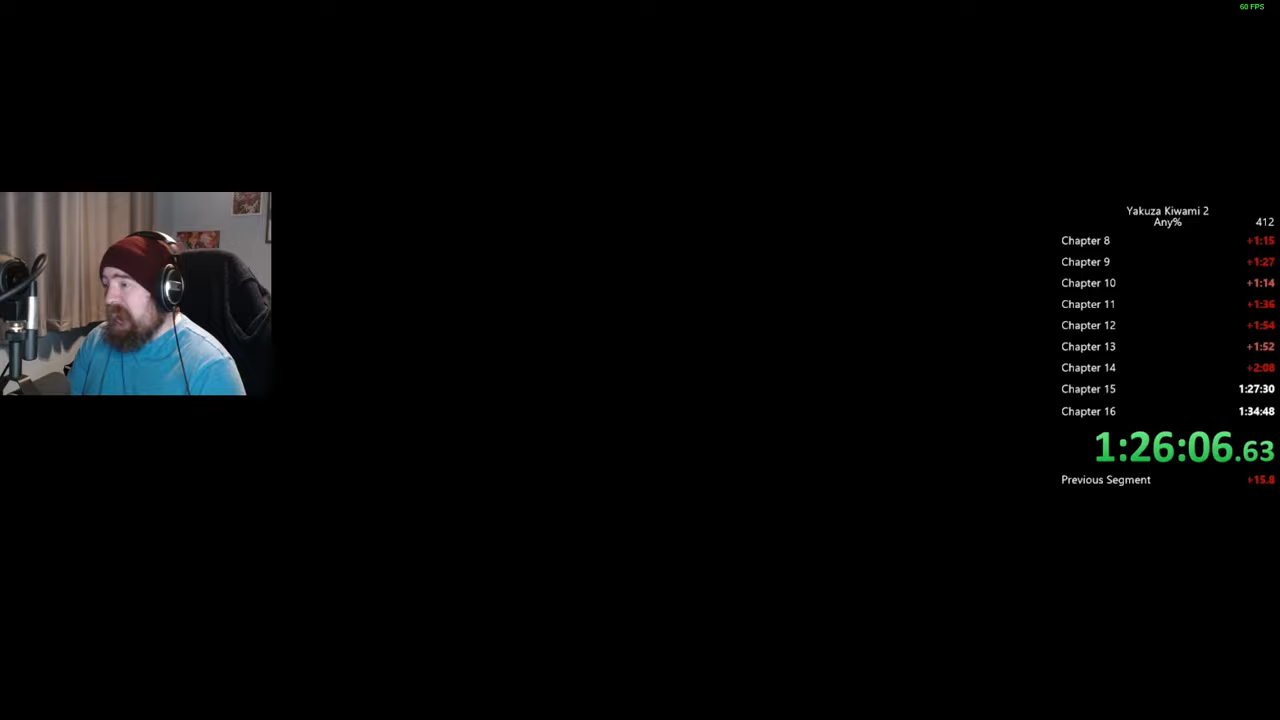 60 FPS
Yakuza Kiwami 2
Any% 412
Chapter 8 +1:15
Chapter 9 +1:27
Chapter 10 +1:14
Chapter 11 +1:36
Chapter 12 +1:54
Chapter 13 +1:52
Chapter 14 +2:08
Chapter 15 1:27:30
Chapter 16 1:34:48
1:26:06.63
Previous Segment +15.8